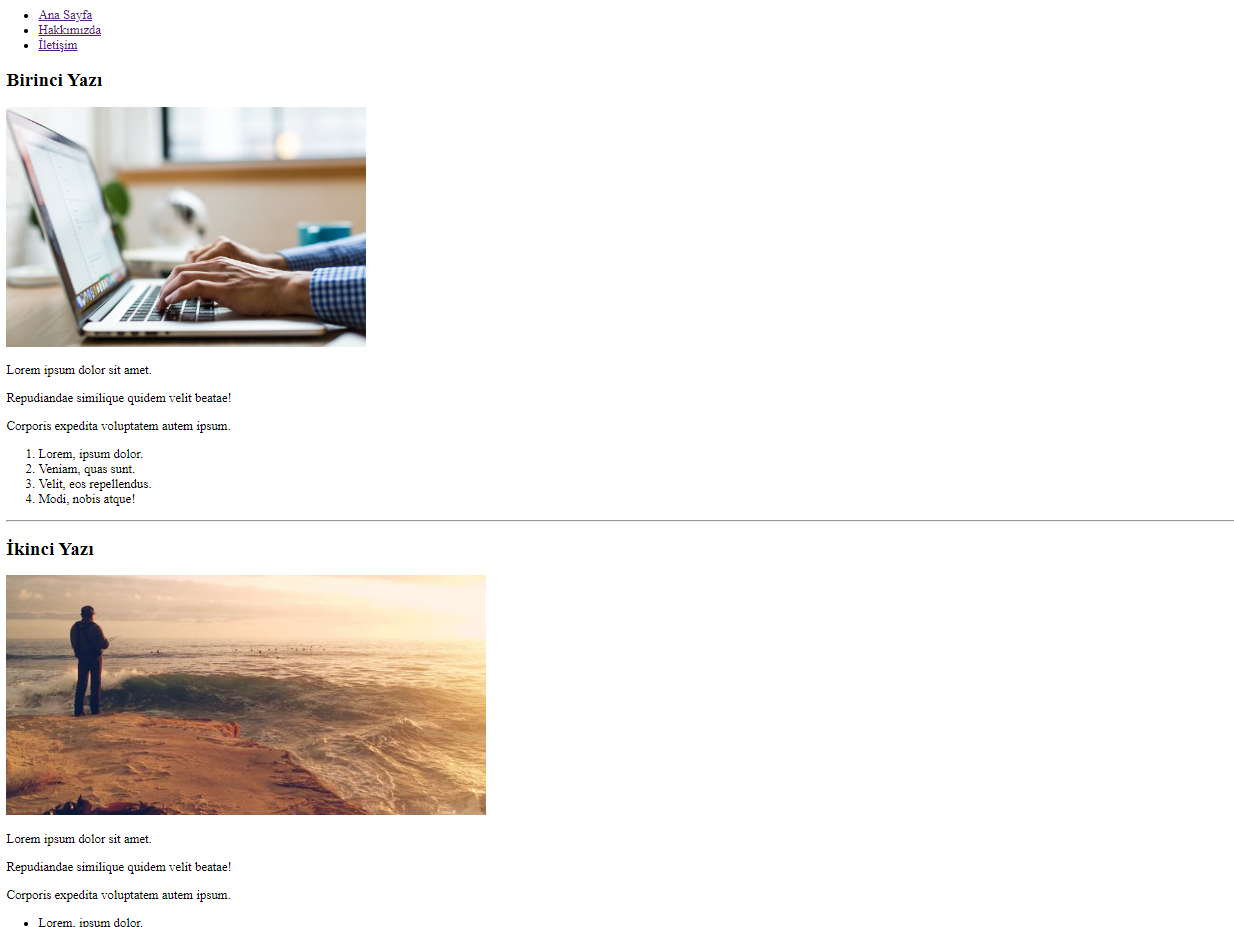 Ana Sayfa
Hakkımızda
İletişim
Birinci Yazı
Lorem ipsum dolor sit amet.
Repudiandae similique quidem velit beatae!
Corporis expedita voluptatem autem ipsum.
1. Lorem, ipsum dolor.
2. Veniam, quas sunt.
3. Velit, eos repellendus.
4. Modi, nobis atque!
İkinci Yazı
Lorem ipsum dolor sit amet.
Repudiandae similique quidem velit beatae!
Corporis expedita voluptatem autem ipsum.
Lorem, ipsum dolor.